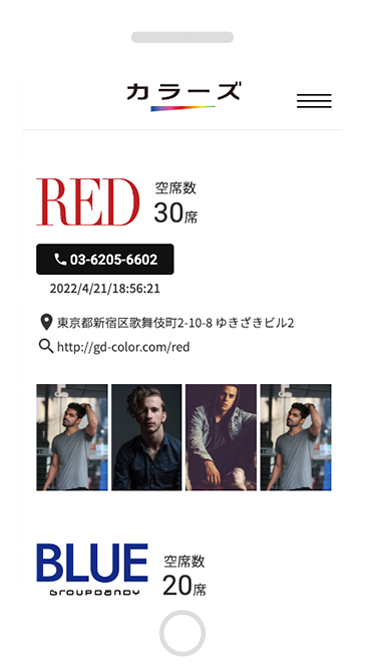 カラーズ
RED
空席数
30席
03-6205-6602
2022/4/21/18:56:21
東京都新宿区歌舞伎町2-10-8 ゆきざきビル2
http://gd-color.com/red
BLUE
GROUPDANDY
空席数
20席